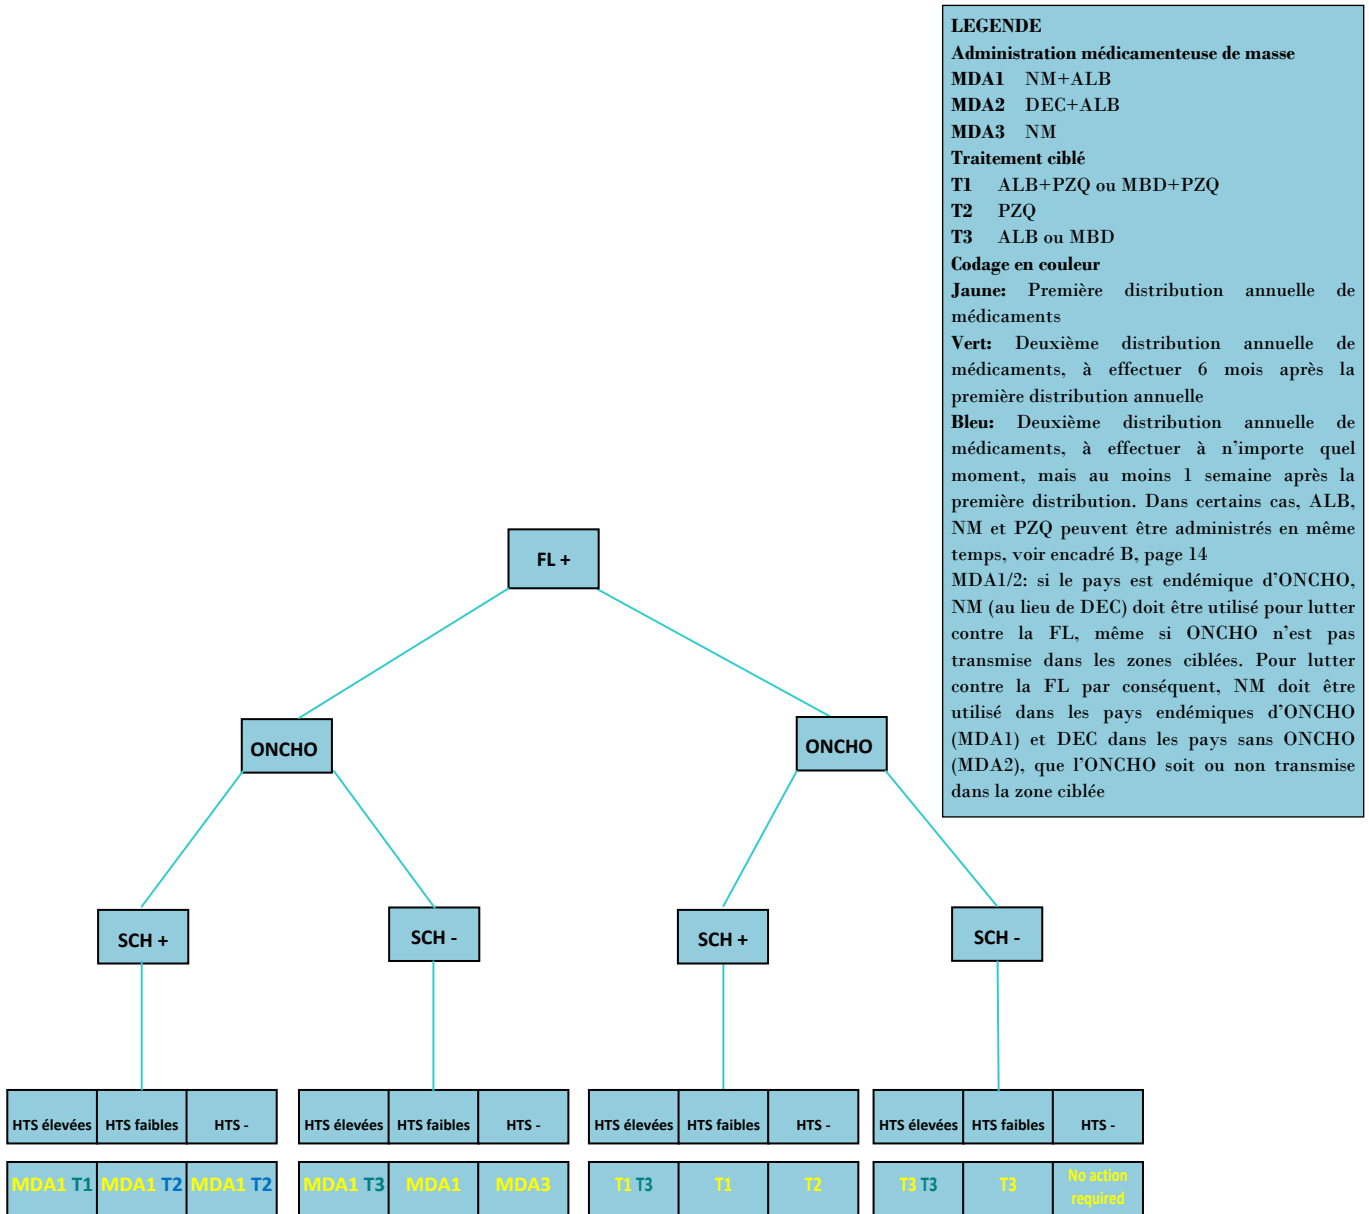 LEGENDE
Administration médicamenteuse de masse
MDA1 NM+ALB
MDA2 DEC+ALB
MDA3 NM
Traitement ciblé
T1 ALB+PZQ ou MBD+PZQ
T2 PZQ
T3 ALB ou MBD
Codage en couleur
Jaune: Première distribution annuelle de
médicaments
Vert: Deuxième distribution annuelle de
médicaments, à effectuer 6 mois après la
première distribution annuelle
Bleu: Deuxième distribution annuelle de
médicaments, à effectuer à n'importe quel
moment, mais au moins 1 semaine après la
première distribution. Dans certains cas, ALB,
NM et PZQ peuvent être administrés en même
temps, voir encadré B, page 14
MDA1/2: si le pays est endémique d'ONCHO,
NM (au lieu de DEC) doit être utilisé pour lutter
contre la FL, même si ONCHO n'est pas
transmise dans les zones ciblées. Pour lutter
contre la FL par conséquent, NM doit être
utilisé dans les pays endémiques d'ONCHO
(MDA1) et DEC dans les pays sans ONCHO
(MDA2), que l'ONCHO soit ou non transmise
dans la zone ciblée
FL +
ONCHO
ONCHO
SCH +
SCH -
SCH +
SCH -
HTS élevées HTS faibles HTS -
HTS élevées HTS faibles HTS -
HTS élevées HTS faibles HTS -
HTS élevées HTS faibles HTS -
MDA1 T1 MDA1 T2 MDA1 T2
MDA1 T3 MDA1 MDA3
T1 T3 T1 T2
T3 T3 T3 No action
required